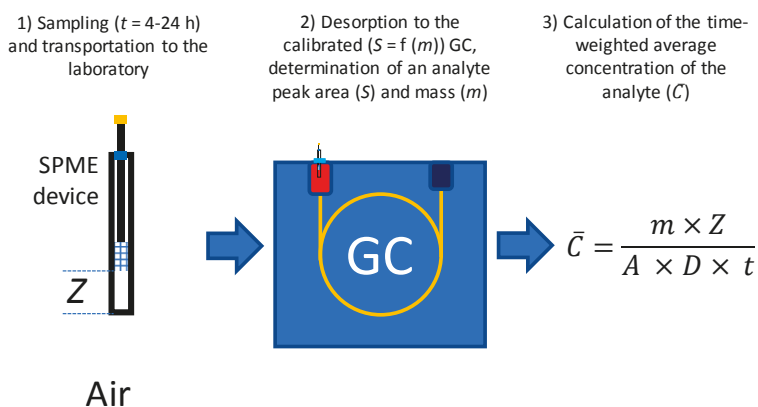 1) Sampling (t = 4-24 h)
and transportation to the
laboratory
2) Desorption to the
calibrated (S = f (m)) GC,
determination of an analyte
peak area (S) and mass (m)
3) Calculation of the time-
weighted average
concentration of the
analyte (C̄)
SPME
device
Z
Air
GC
C̄ = m × Z / A × D × t